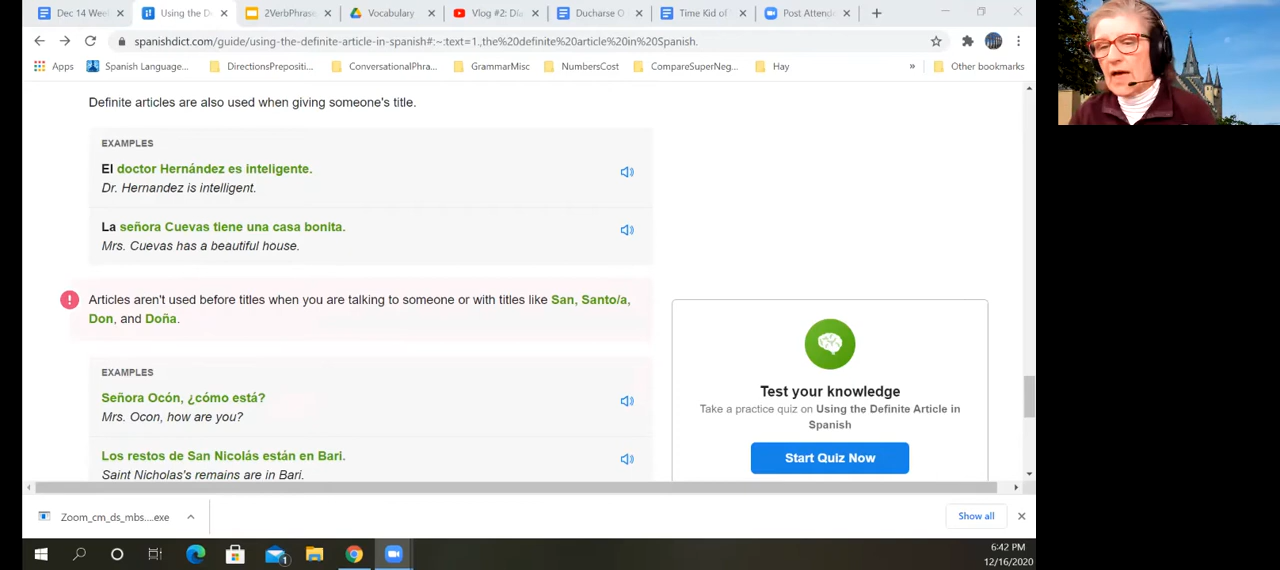 Dec 14 Wee
Using the D
2VerbPhrase
Vocabulary
Vlog #2: Día
Ducharse O
Time Kid of
Post Attende
spanishdict.com/guide/using-the-definite-article-in-spanish#:~:text=1.,the%20definite%20article%20in%20Spanish.
Apps
Spanish Language...
DirectionsPrepositi...
ConversationalPhra...
GrammarMisc
NumbersCost
CompareSuperNeg...
Hay
»
Other bookmarks
Definite articles are also used when giving someone's title.
EXAMPLES
El doctor Hernández es inteligente.
Dr. Hernandez is intelligent.
La señora Cuevas tiene una casa bonita.
Mrs. Cuevas has a beautiful house.
Articles aren't used before titles when you are talking to someone or with titles like San, Santo/a,
Don, and Doña.
EXAMPLES
Señora Ocón, ¿cómo está?
Mrs. Ocon, how are you?
Los restos de San Nicolás están en Bari.
Saint Nicholas's remains are in Bari.
Test your knowledge
Take a practice quiz on Using the Definite Article in
Spanish
Start Quiz Now
Zoom_cm_ds_mbs....exe
Show all
1
6:42 PM
12/16/2020